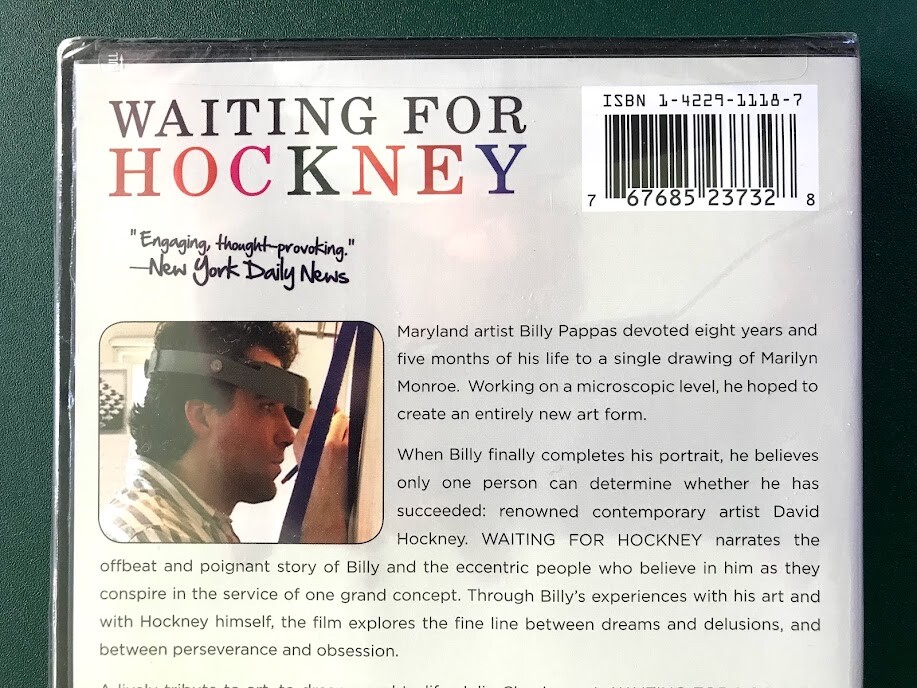 WAITING FOR
HOCKNEY
ISBN 1-4229-1118-7
7 67685 23732 8
"Engaging, thought-provoking."
—New York Daily News
Maryland artist Billy Pappas devoted eight years and
five months of his life to a single drawing of Marilyn
Monroe. Working on a microscopic level, he hoped to
create an entirely new art form.
When Billy finally completes his portrait, he believes
only one person can determine whether he has
succeeded: renowned contemporary artist David
Hockney. WAITING FOR HOCKNEY narrates the
offbeat and poignant story of Billy and the eccentric people who believe in him as they
conspire in the service of one grand concept. Through Billy's experiences with his art and
with Hockney himself, the film explores the fine line between dreams and delusions, and
between perseverance and obsession.